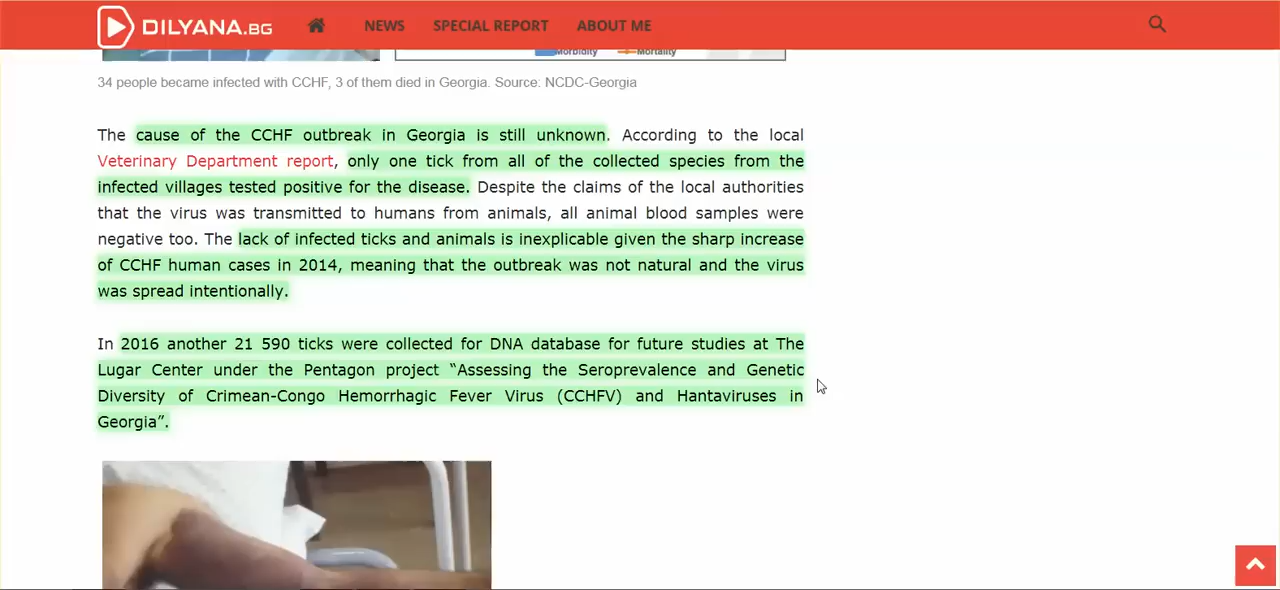 DILYANA.BG
NEWS
SPECIAL REPORT
ABOUT ME
Morbidity
Mortality
34 people became infected with CCHF, 3 of them died in Georgia. Source: NCDC-Georgia
The cause of the CCHF outbreak in Georgia is still unknown. According to the local
Veterinary Department report, only one tick from all of the collected species from the
infected villages tested positive for the disease. Despite the claims of the local authorities
that the virus was transmitted to humans from animals, all animal blood samples were
negative too. The lack of infected ticks and animals is inexplicable given the sharp increase
of CCHF human cases in 2014, meaning that the outbreak was not natural and the virus
was spread intentionally.
In 2016 another 21 590 ticks were collected for DNA database for future studies at The
Lugar Center under the Pentagon project “Assessing the Seroprevalence and Genetic
Diversity of Crimean-Congo Hemorrhagic Fever Virus (CCHFV) and Hantaviruses in
Georgia”.